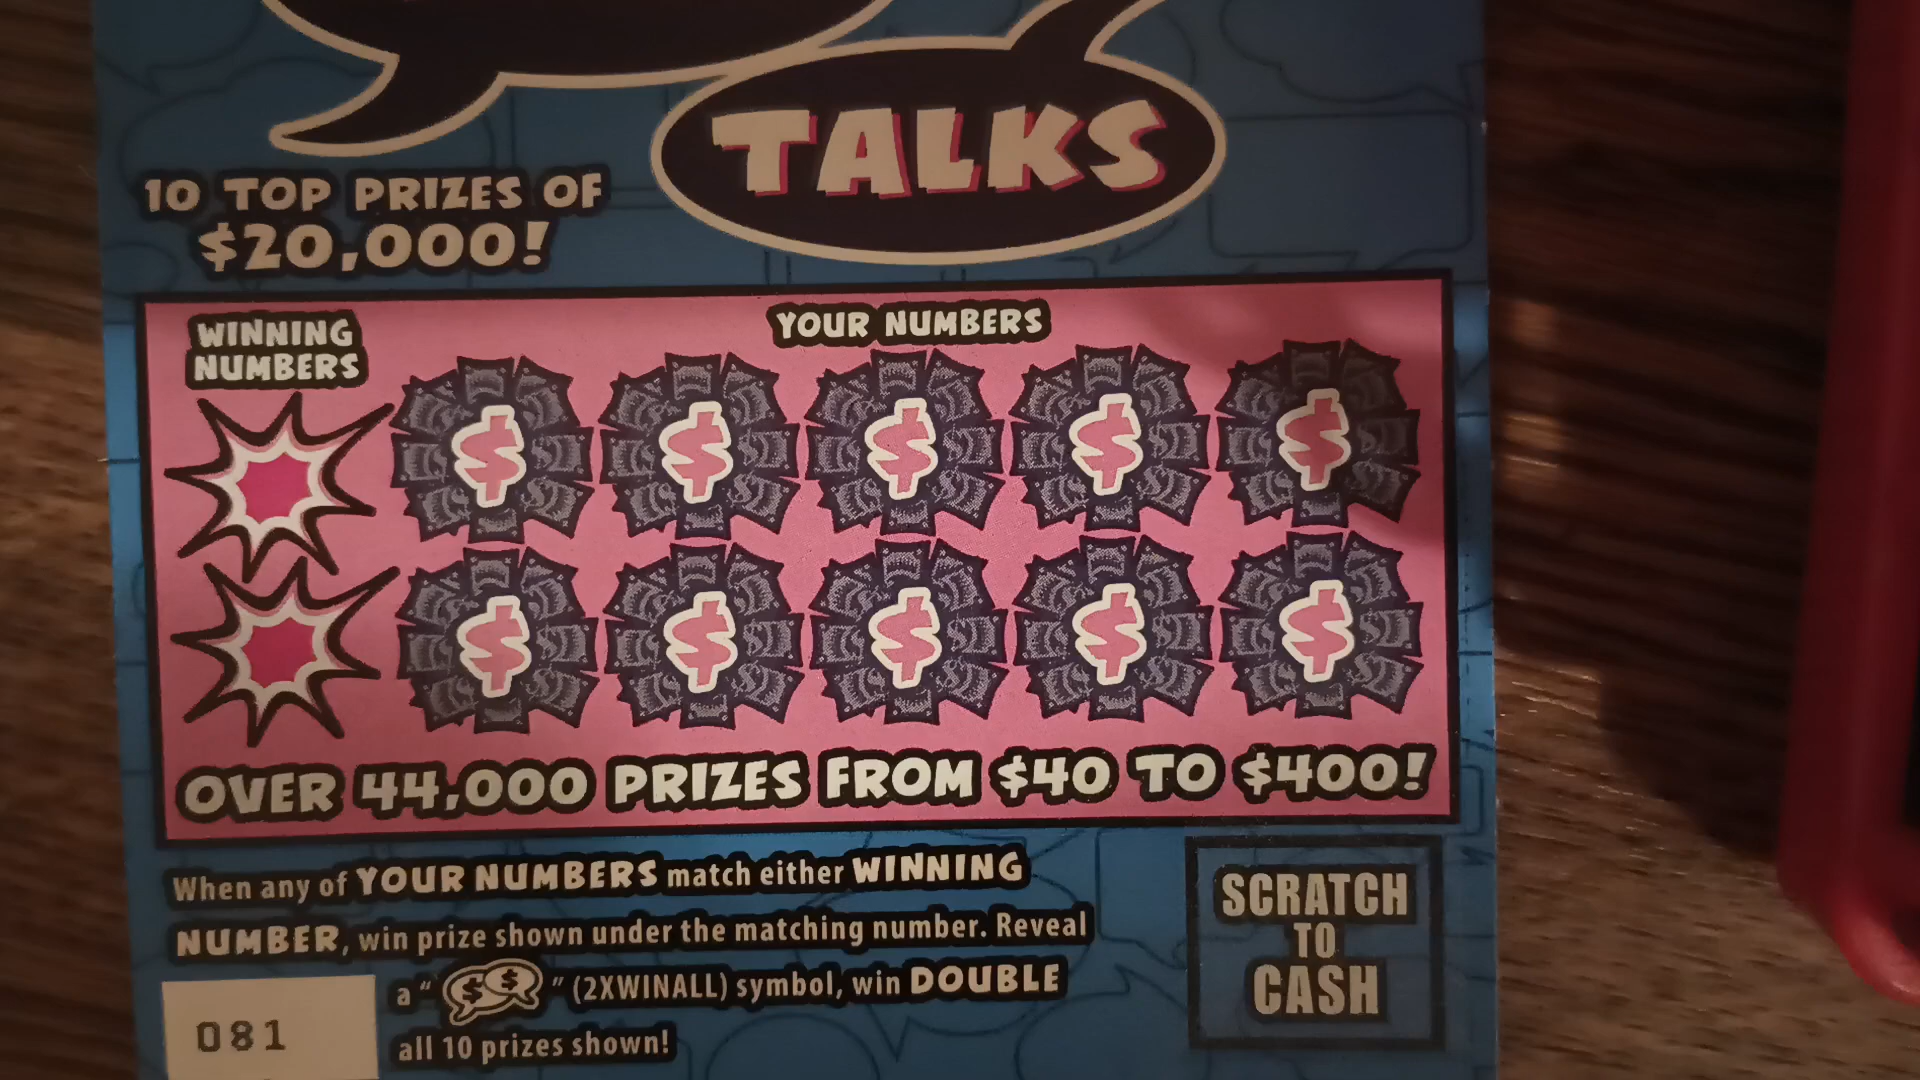 TALKS
10 TOP PRIZES OF
$20,000!
WINNING
NUMBERS
YOUR NUMBERS
$ $ $ $ $
$ $ $ $ $
OVER 44,000 PRIZES FROM $40 TO $400!
When any of YOUR NUMBERS match either WINNING
NUMBER, win prize shown under the matching number. Reveal
a " $ $ " (2XWINALL) symbol, win DOUBLE
all 10 prizes shown!
081
SCRATCH
TO
CASH